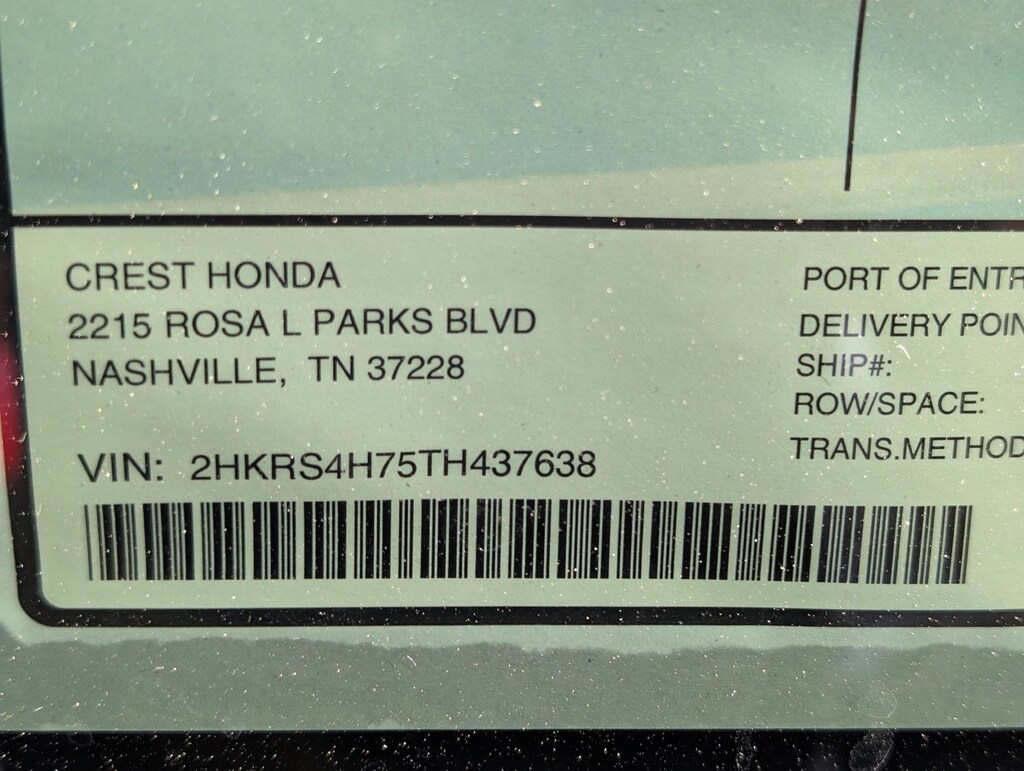 CREST HONDA
2215 ROSA L PARKS BLVD
NASHVILLE, TN 37228
VIN: 2HKRS4H75TH437638
PORT OF ENTR
DELIVERY POIN
SHIP#:
ROW/SPACE:
TRANS.METHOD